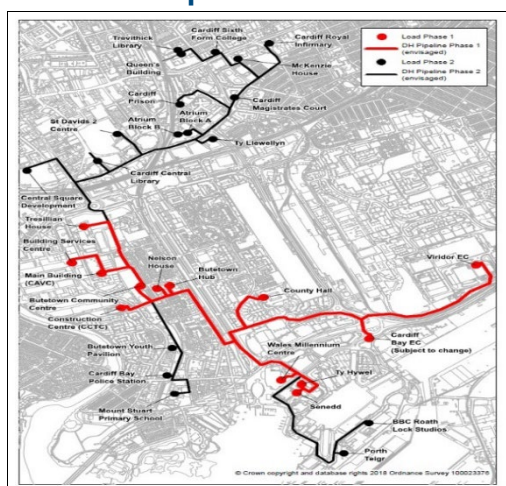 Trevithick
Library
Cardiff Sixth
Form College
Cardiff Royal
Infirmary
Queen's
Building
McKenzie
House
Cardiff
Prison
Atrium
Block A
Cardiff
Magistrates Court
St Davids 2
Centre
Atrium
Block B
Ty Llewellyn
Cardiff Central
Library
Central Square
Development
Tresillian
House
Building Services
Centre
Nelson
House
Butetown
Hub
Main Building
(CAVC)
Butetown Community
Centre
Construction
Centre (CCTC)
County Hall
Viridor EC
Cardiff
Bay EC
(Subject to change)
Butetown Youth
Pavilion
Wales Millennium
Centre
Cardiff Bay
Police Station
Ty Hywel
Mount Stuart
Primary School
Senedd
BBC Roath
Lock Studios
Porth
Teigr
Load Phase 1
DH Pipeline Phase 1
(envisaged)
Load Phase 2
DH Pipeline Phase 2
(envisaged)
© Crown copyright and database rights 2018 Ordnance Survey 100023376